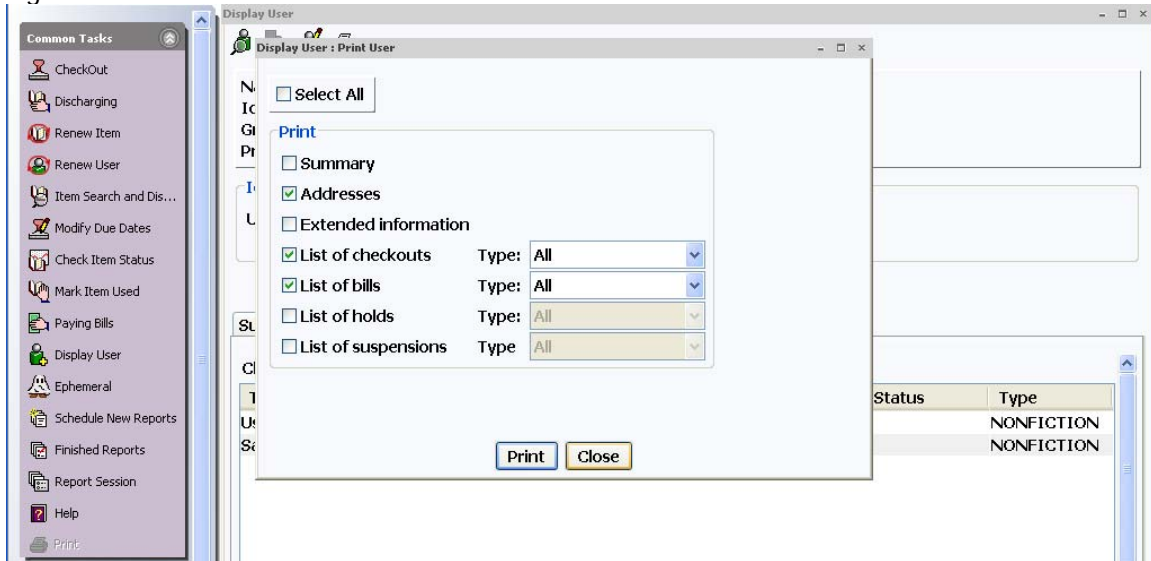 Display User
Common Tasks
CheckOut
Discharging
Renew Item
Renew User
Item Search and Dis...
Modify Due Dates
Check Item Status
Mark Item Used
Paying Bills
Display User
Ephemeral
Schedule New Reports
Finished Reports
Report Session
Help
Print
Display User : Print User
Select All
Print
Summary
Addresses
Extended information
List of checkouts Type: All
List of bills Type: All
List of holds Type: All
List of suspensions Type All
Print Close
Status Type
NONFICTION
NONFICTION